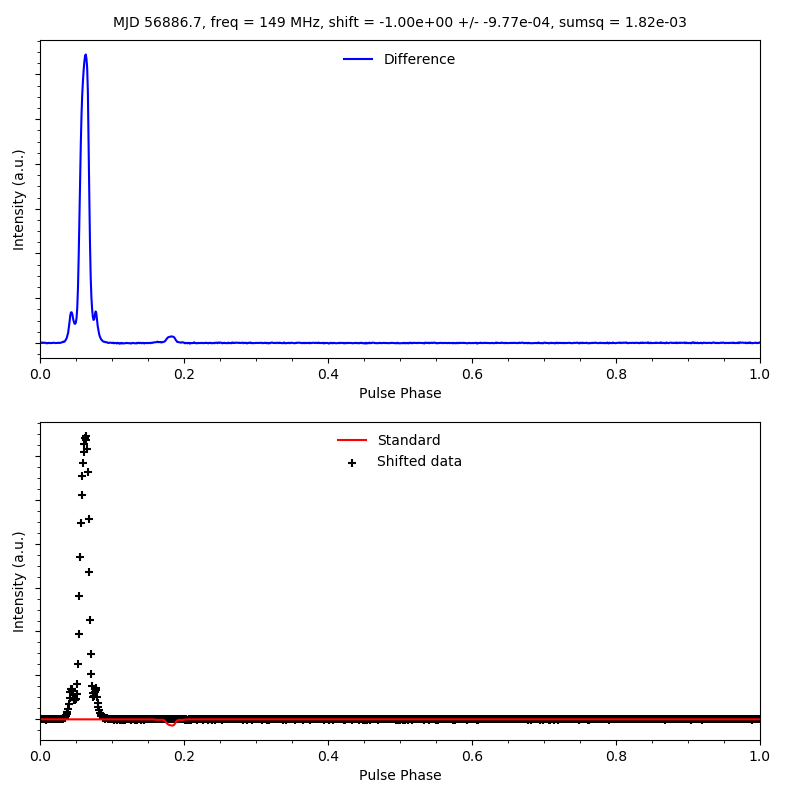 MJD 56886.7, freq = 149 MHz, shift = -1.00e+00 +/- -9.77e-04, sumsq = 1.82e-03
Difference
Intensity (a.u.)
0.0 0.2 0.4 0.6 0.8 1.0
Pulse Phase
Standard
Shifted data
Intensity (a.u.)
0.0 0.2 0.4 0.6 0.8 1.0
Pulse Phase